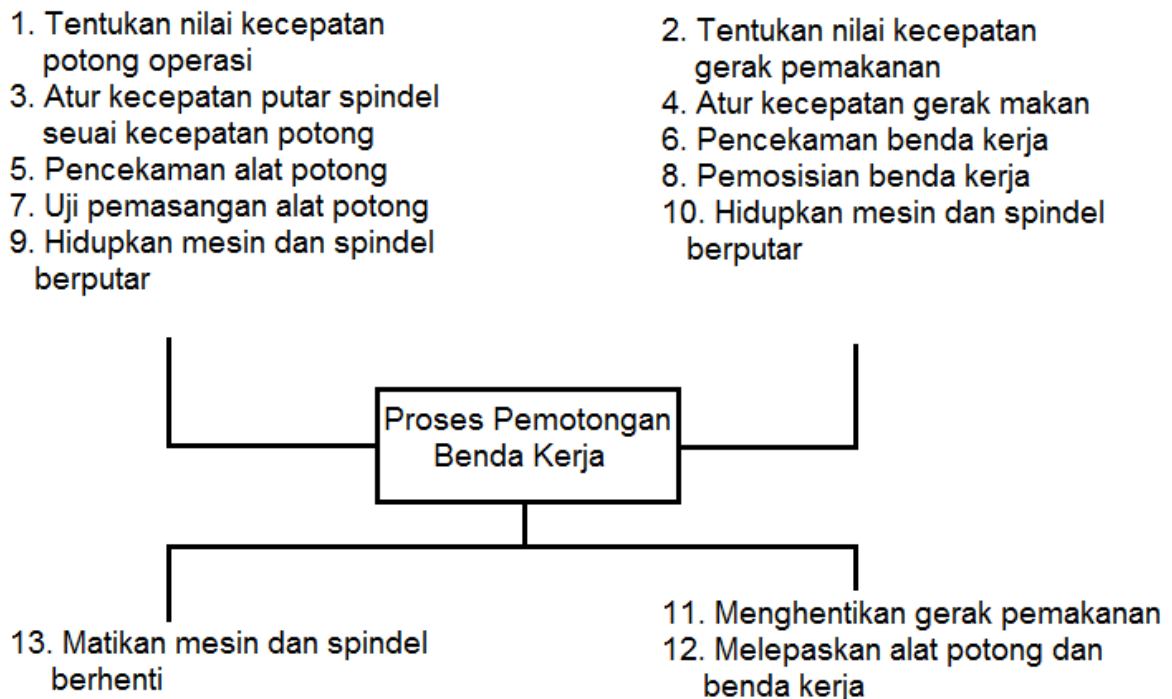 1. Tentukan nilai kecepatan
potong operasi
3. Atur kecepatan putar spindel
seuai kecepatan potong
5. Pencekaman alat potong
7. Uji pemasangan alat potong
9. Hidupkan mesin dan spindel
berputar
2. Tentukan nilai kecepatan
gerak pemakanan
4. Atur kecepatan gerak makan
6. Pencekaman benda kerja
8. Pemosisian benda kerja
10. Hidupkan mesin dan spindel
berputar
Proses Pemotongan
Benda Kerja
13. Matikan mesin dan spindel
berhenti
11. Menghentikan gerak pemakanan
12. Melepaskan alat potong dan
benda kerja